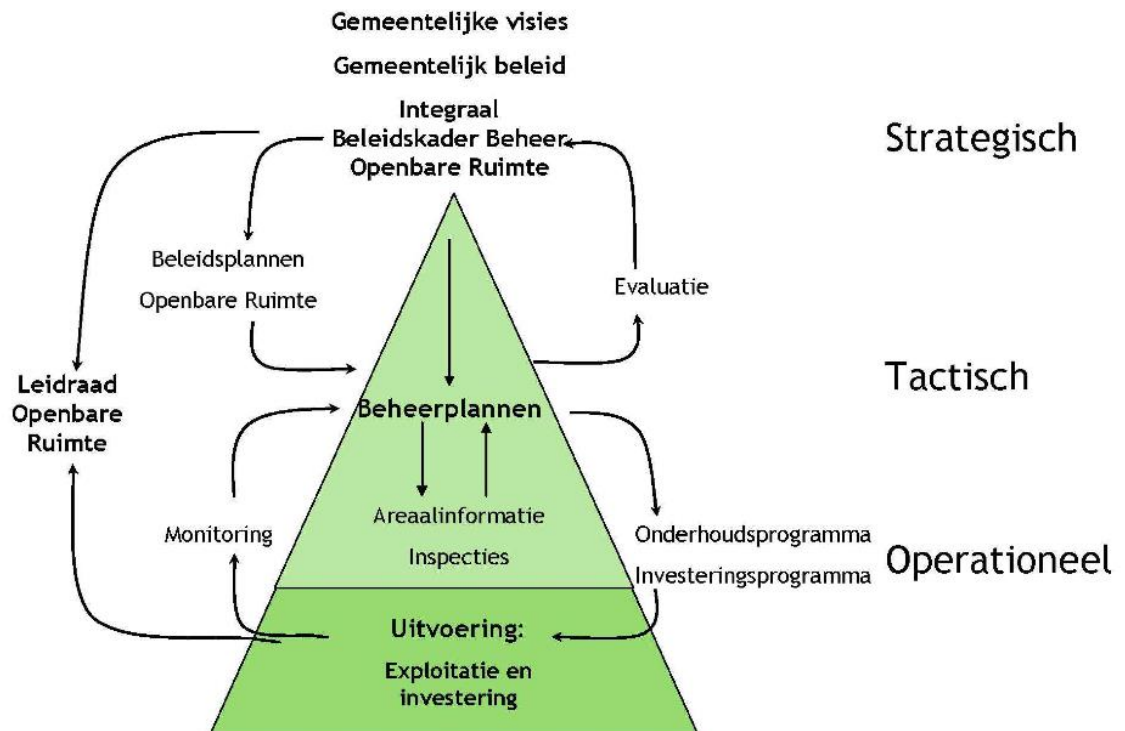 Gemeentelijke visies
Gemeentelijk beleid
Integraal
Beleidskader Beheer
Openbare Ruimte
Strategisch
Beleidsplannen
Openbare Ruimte
Evaluatie
Tactisch
Leidraad
Openbare
Ruimte
Beheerplannen
Monitoring
Areaalinformatie
Inspecties
Onderhoudsprogramma
Investeringsprogramma
Operationeel
Uitvoering:
Exploitatie en
investering